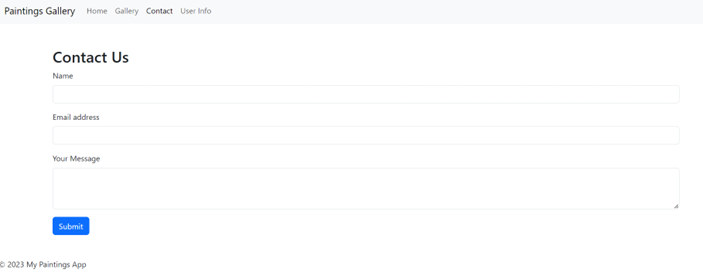 Paintings Gallery Home Gallery Contact User Info
Contact Us
Name
Email address
Your Message
Submit
© 2023 My Paintings App